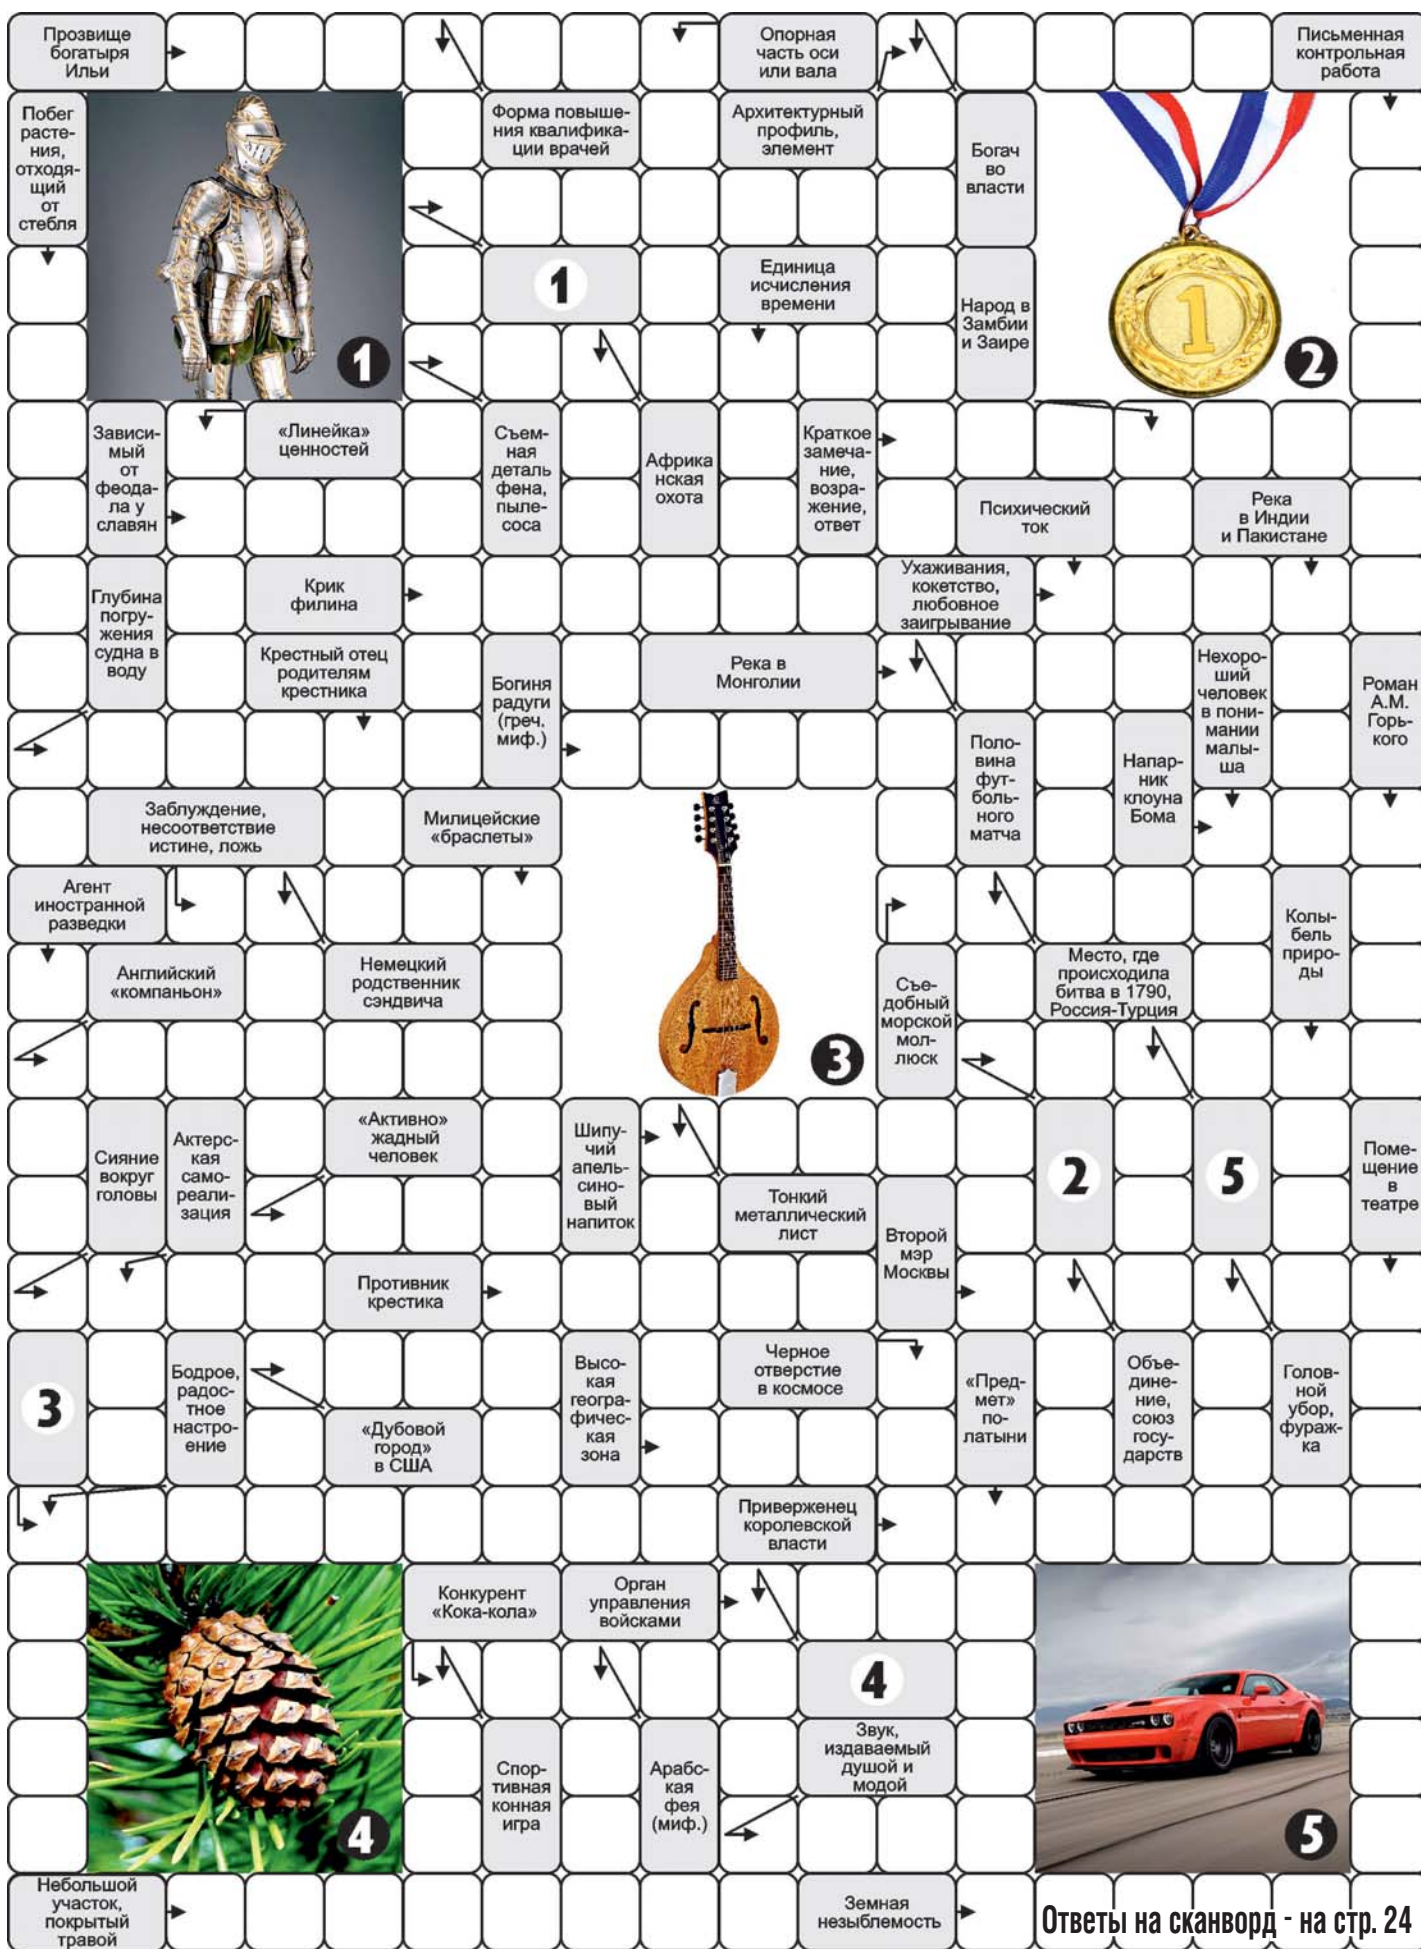 Прозвище
богатыря
Ильи
Опорная
часть оси
или вала
Письменная
контрольная
работа
Побег
расте-
ния,
отходя-
щий
от
стебля
Форма повыше-
ния квалифика-
ции врачей
Архитектурный
профиль,
элемент
Богач
во
власти
1
Единица
исчисления
времени
Народ в
Замбии
и Заире
1
1
2
Зависи-
мый
от
феода-
ла у
славян
«Линейка»
ценностей
Съем-
ная
деталь
фена,
пыле-
соса
Африка
нская
охота
Краткое
замеча-
ние,
возра-
жение,
ответ
Психический
ток
Река
в Индии
и Пакистане
Глубина
погру-
жения
судна в
воду
Крик
филина
Ухаживания,
кокетство,
любовное
заигрывание
Крестный отец
родителям
крестника
Богиня
радуги
(греч.
миф.)
Река в
Монголии
Нехоро-
ший
человек
в пони-
мании
малы-
ша
Роман
А.М.
Горь-
кого
Поло-
вина
фут-
боль-
ного
матча
Напар-
ник
клоуна
Бома
Заблуждение,
несоответствие
истине, ложь
Милицейские
«браслеты»
Агент
иностранной
разведки
Колы-
бель
приро-
ды
Английский
«компаньон»
Немецкий
родственник
сэндвича
3
Съе-
добный
морской
мол-
люск
Место, где
происходила
битва в 1790,
Россия-Турция
Сияние
вокруг
головы
Актерс-
кая
само-
реали-
зация
«Активно»
жадный
человек
Шипу-
чий
апель-
сино-
вый
напиток
2
5
Поме-
щение
в
театре
Тонкий
металлический
лист
Второй
мэр
Москвы
Противник
крестика
3
Бодрое,
радос-
тное
настро-
ение
Высо-
кая
геогра-
фичес-
кая
зона
Черное
отверстие
в космосе
«Пред-
мет»
по-
латыни
Объе-
дине-
ние,
союз
госу-
дарств
Голов-
ной
убор,
фураж-
ка
«Дубовой
город»
в США
Приверженец
королевской
власти
Конкурент
«Кока-кола»
Орган
управления
войсками
4
4
Спор-
тивная
конная
игра
Арабс-
кая
фея
(миф.)
Звук,
издаваемый
душой и
модой
5
Небольшой
участок,
покрытый
травой
Земная
незыблемость
Ответы на сканворд - на стр. 24